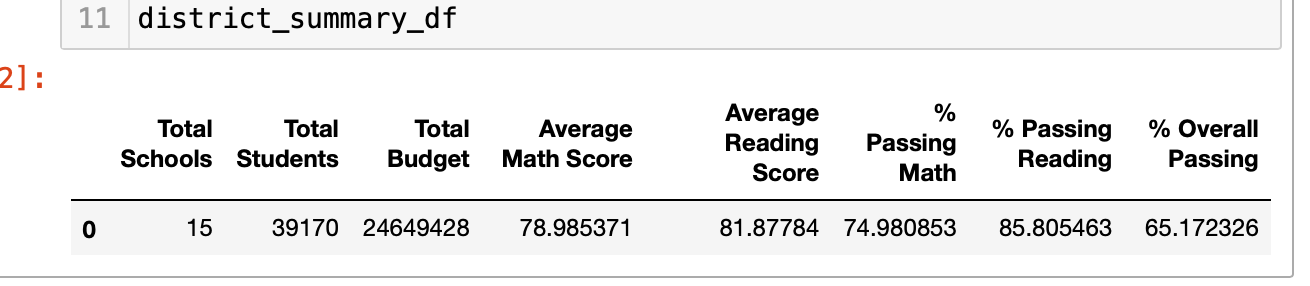 11 district_summary_df
2]:
Total Schools Total Students Total Budget Average Math Score Average Reading Score % Passing Math % Passing Reading % Overall Passing
0 15 39170 24649428 78.985371 81.87784 74.980853 85.805463 65.172326